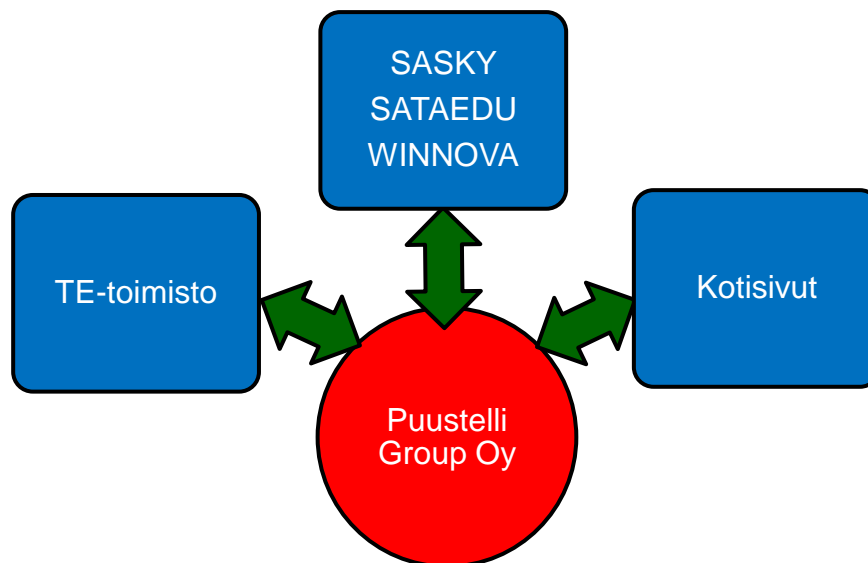 SASKY
SATAEDU
WINNOVA
TE-toimisto
Kotisivut
Puustelli
Group Oy